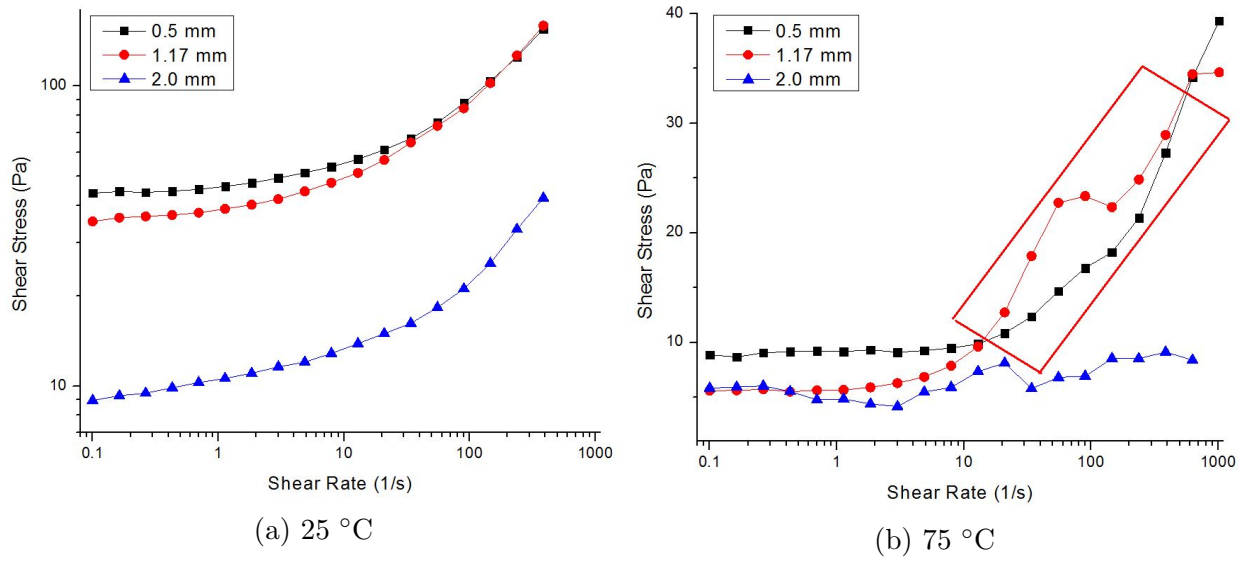 0.5 mm
1.17 mm
2.0 mm
100
10
0.1
1
10
100
1000
Shear Stress (Pa)
Shear Rate (1/s)
(a) 25 °C
0.5 mm
1.17 mm
2.0 mm
40
30
20
10
0.1
1
10
100
1000
Shear Stress (Pa)
Shear Rate (1/s)
(b) 75 °C